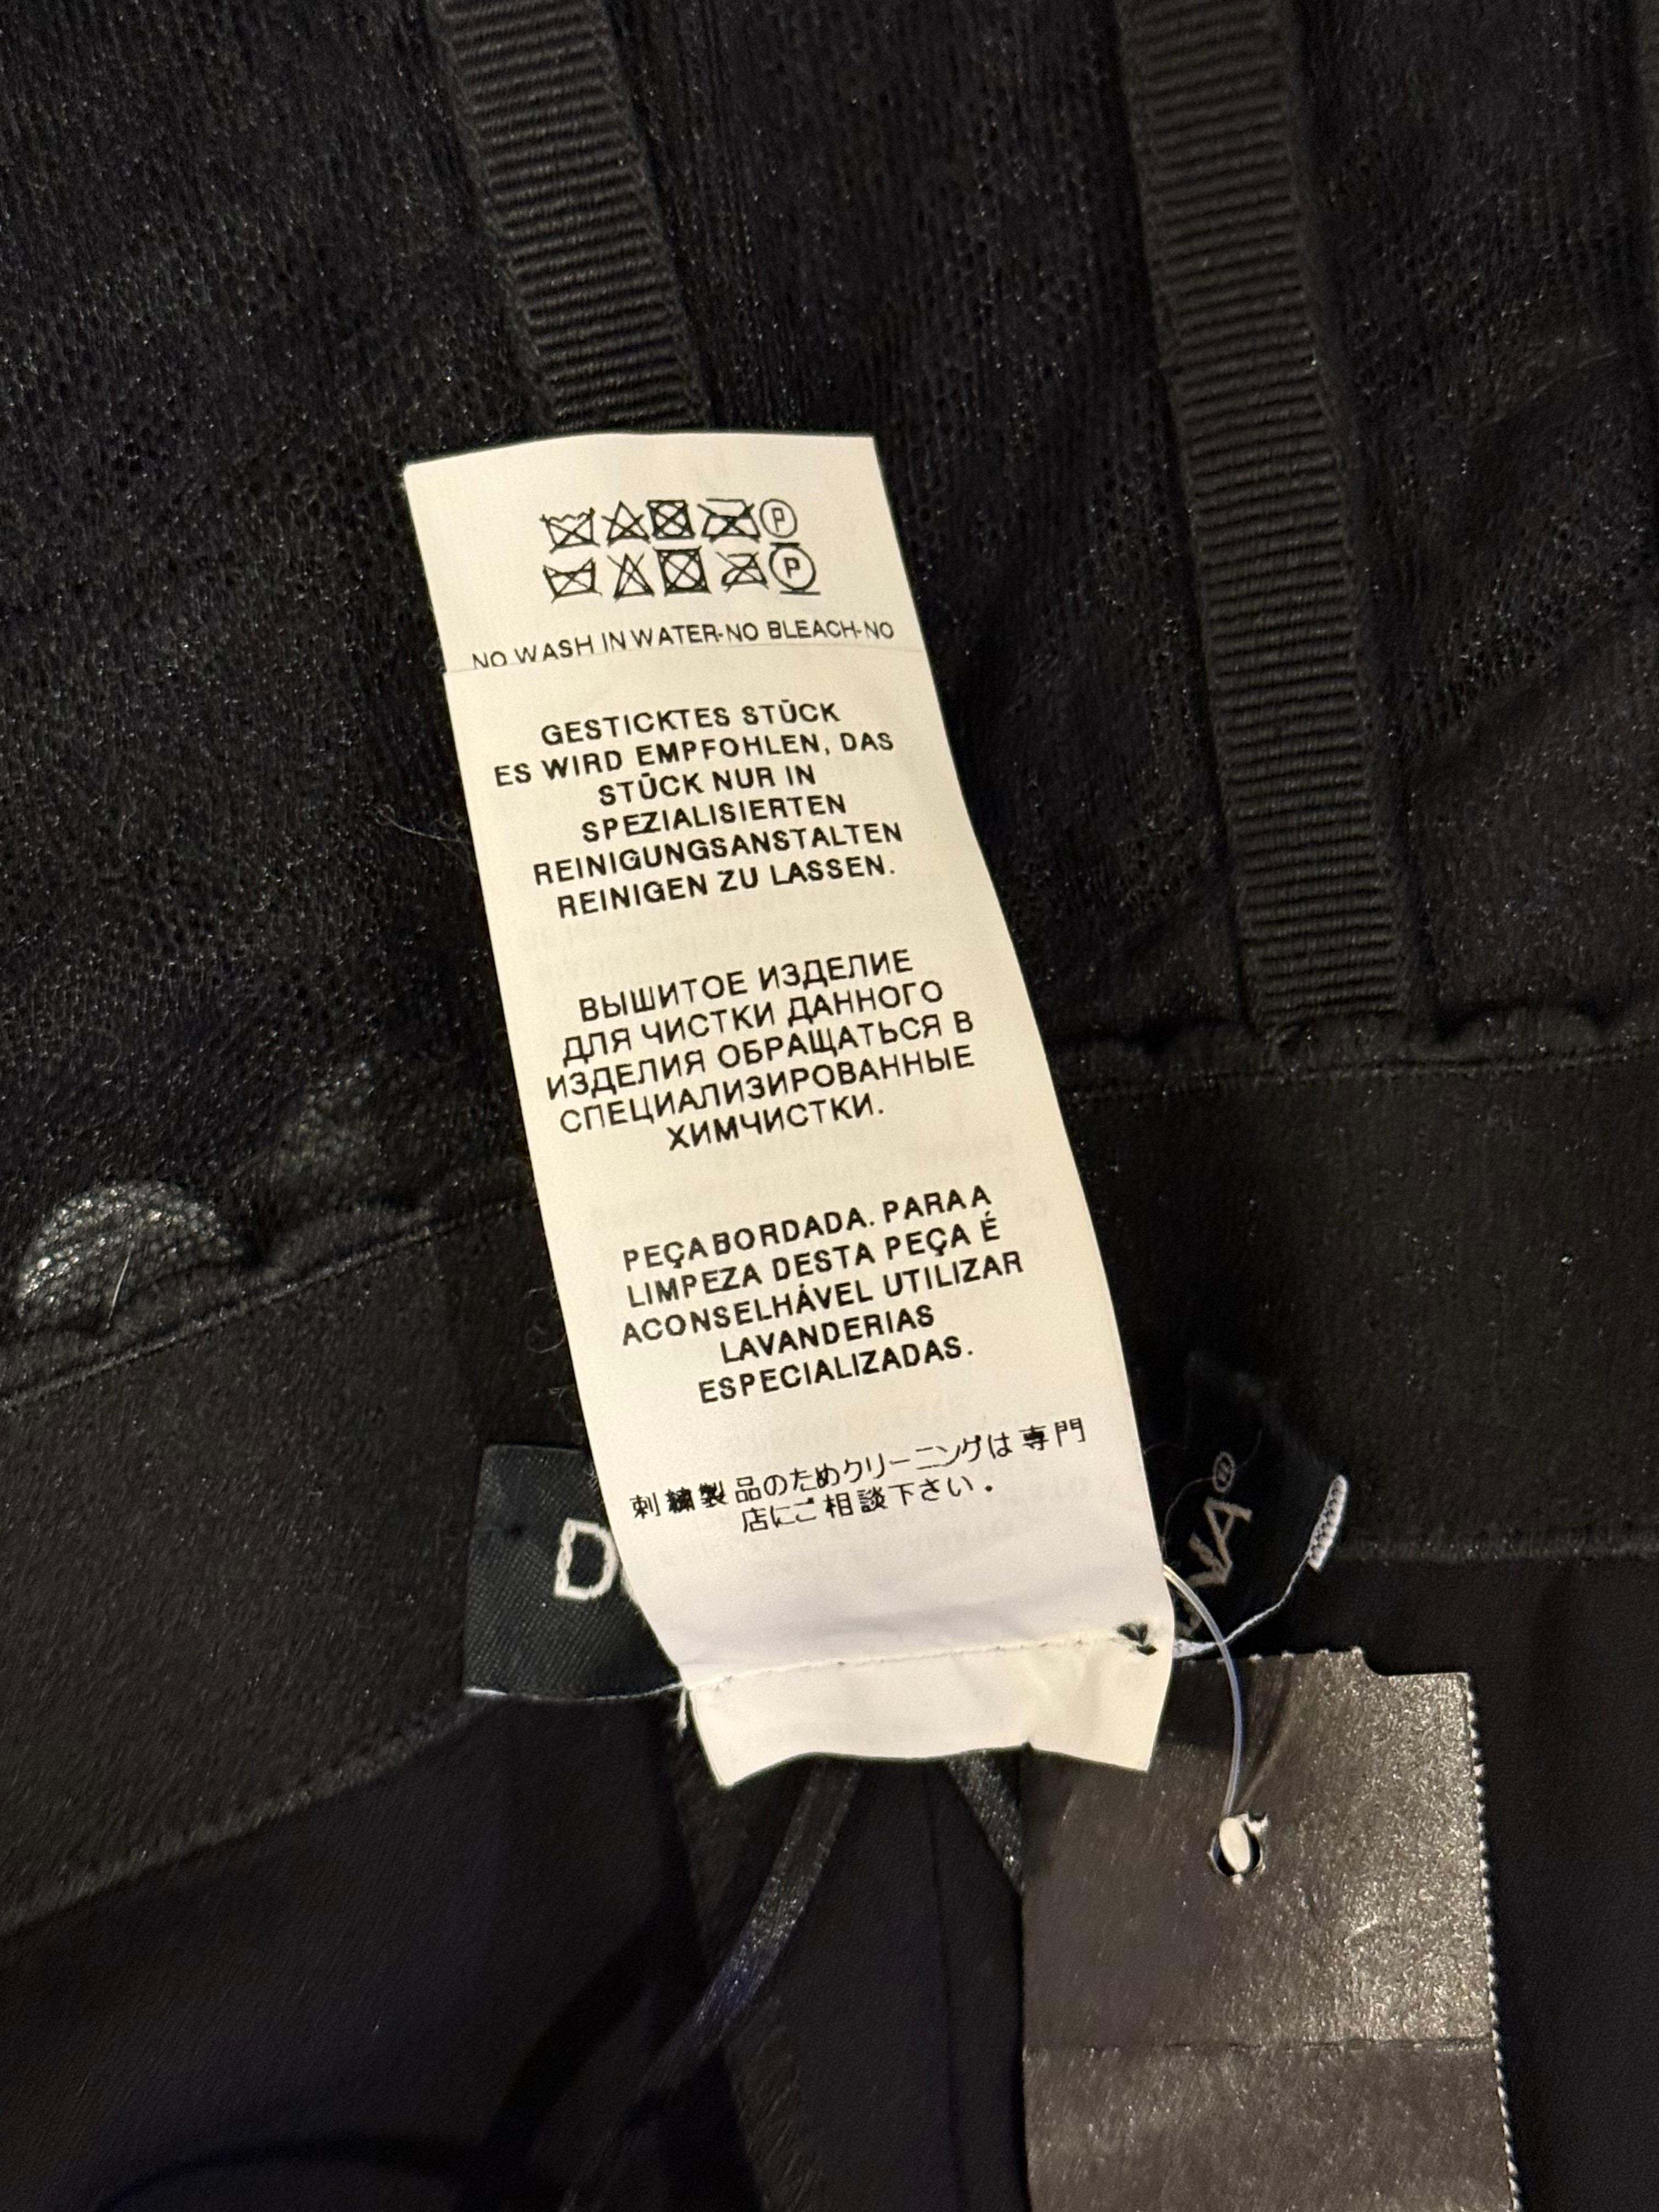 P
P
NO WASH IN WATER-NO BLEACH-NO
GESTICKTES STÜCK
ES WIRD EMPFOHLEN, DAS
STÜCK NUR IN
SPEZIALISIERTEN
REINIGUNGSANSTALTEN
REINIGEN ZU LASSEN.
ВЫШИТОЕ ИЗДЕЛИЕ
ДЛЯ ЧИСТКИ ДАННОГО
ИЗДЕЛИЯ ОБРАЩАТЬСЯ В
СПЕЦИАЛИЗИРОВАННЫЕ
ХИМЧИСТКИ.
PEÇA BORDADA. PARA A
LIMPEZA DESTA PEÇA É
ACONSELHÁVEL UTILIZAR
LAVANDERIAS
ESPECIALIZADAS.
刺繍製品のためクリーニングは専門
店にご相談下さい.
VA®